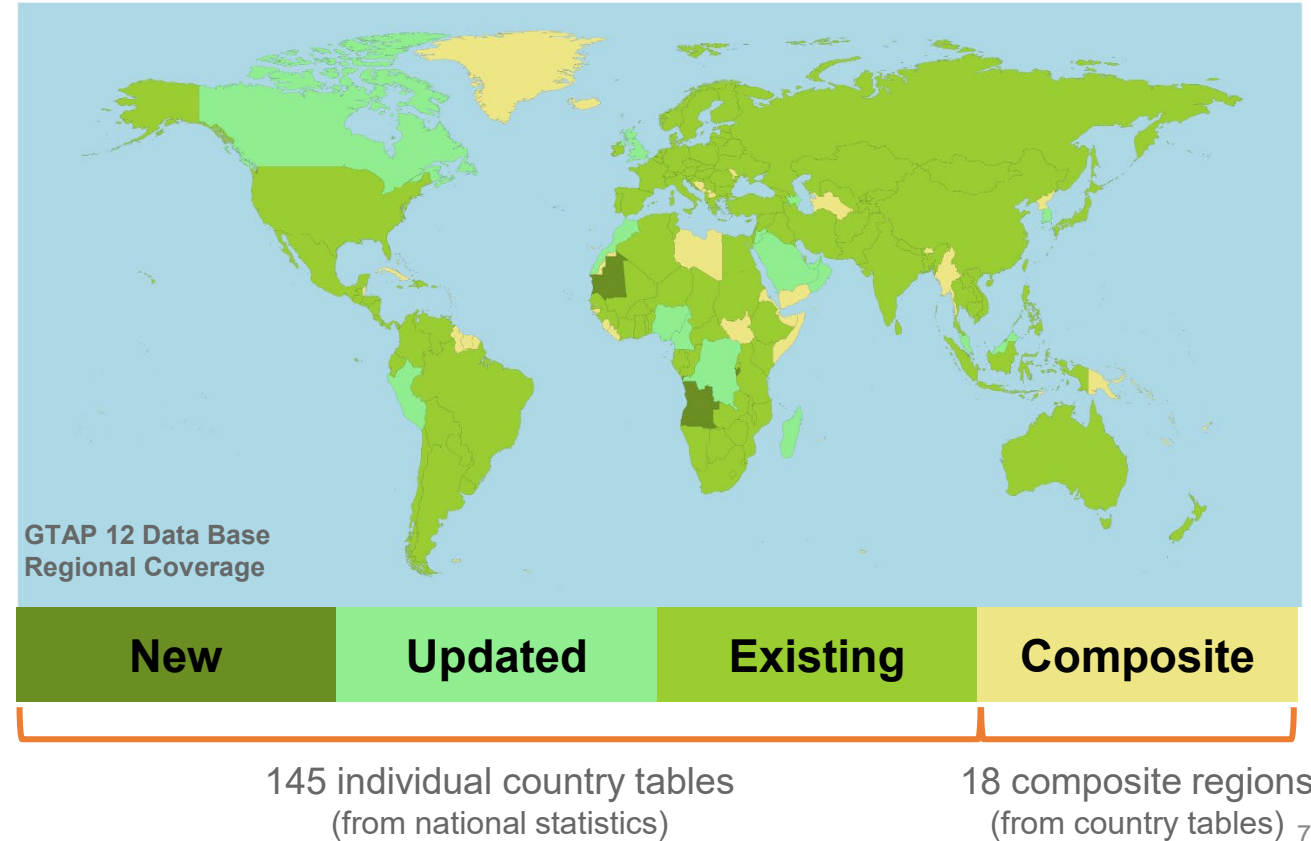 GTAP 12 Data Base
Regional Coverage
New Updated Existing Composite
145 individual country tables
(from national statistics)
18 composite regions
(from country tables) 7